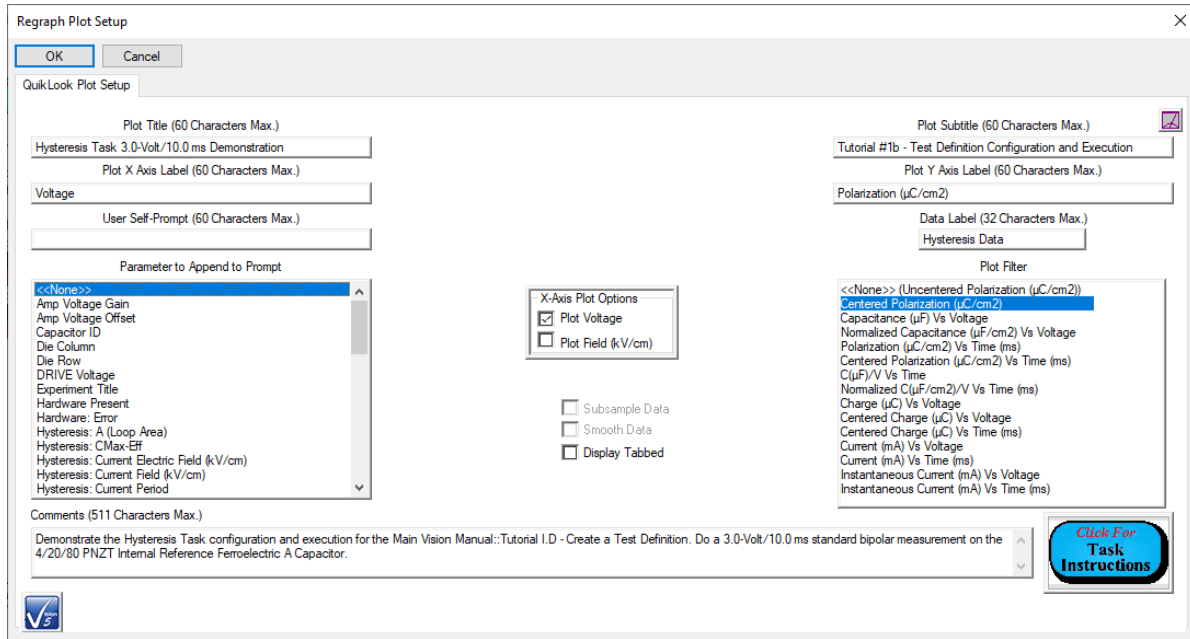 Regraph Plot Setup
OK
Cancel
QuikLook Plot Setup
Plot Title (60 Characters Max.)
Hysteresis Task 3.0-Volt/10.0 ms Demonstration
Plot Subtitle (60 Characters Max.)
Tutorial #1b - Test Definition Configuration and Execution
Plot X Axis Label (60 Characters Max.)
Voltage
Plot Y Axis Label (60 Characters Max.)
Polarization (µC/cm2)
User Self-Prompt (60 Characters Max.)
Data Label (32 Characters Max.)
Hysteresis Data
Parameter to Append to Prompt
<<None>>
Amp Voltage Gain
Amp Voltage Offset
Capacitor ID
Die Column
Die Row
DRIVE Voltage
Experiment Title
Hardware Present
Hardware: Error
Hysteresis: A (Loop Area)
Hysteresis: CMax-Eff
Hysteresis: Current Electric Field (kV/cm)
Hysteresis: Current Field (kV/cm)
Hysteresis: Current Period
X-Axis Plot Options
Plot Voltage
Plot Field (kV/cm)
Subsample Data
Smooth Data
Display Tabbed
Plot Filter
<<None>> (Uncentered Polarization (µC/cm2))
Centered Polarization (µC/cm2)
Capacitance (µF) Vs Voltage
Normalized Capacitance (µF/cm2) Vs Voltage
Polarization (µC/cm2) Vs Time (ms)
Centered Polarization (µC/cm2) Vs Time (ms)
C(µF)/V Vs Time
Normalized C(µF/cm2)/V Vs Time (ms)
Charge (µC) Vs Voltage
Centered Charge (µC) Vs Voltage
Centered Charge (µC) Vs Time (ms)
Current (mA) Vs Voltage
Current (mA) Vs Time (ms)
Instantaneous Current (mA) Vs Voltage
Instantaneous Current (mA) Vs Time (ms)
Comments (511 Characters Max.)
Demonstrate the Hysteresis Task configuration and execution for the Main Vision Manual::Tutorial I.D - Create a Test Definition. Do a 3.0-Volt/10.0 ms standard bipolar measurement on the
4/20/80 PNZT Internal Reference Ferroelectric A Capacitor.
Click For
Task
Instructions